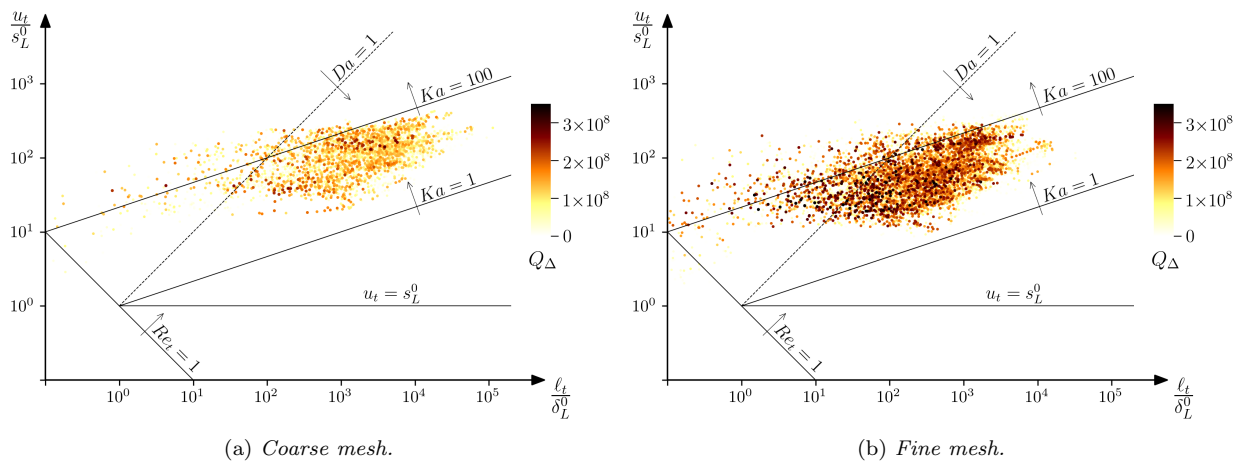 u_t/s_L^0
10^3
10^2
10^1
10^0
Da = 1
Ka = 100
Ka = 1
u_t = s_L^0
Re_t = 1
3×10^8
2×10^8
1×10^8
0
Q_Δ
10^0 10^1 10^2 10^3 10^4 10^5
ℓ_t/δ_L^0
(a) Coarse mesh.
u_t/s_L^0
10^3
10^2
10^1
10^0
Da = 1
Ka = 100
Ka = 1
u_t = s_L^0
Re_t = 1
3×10^8
2×10^8
1×10^8
0
Q_Δ
10^0 10^1 10^2 10^3 10^4 10^5
ℓ_t/δ_L^0
(b) Fine mesh.